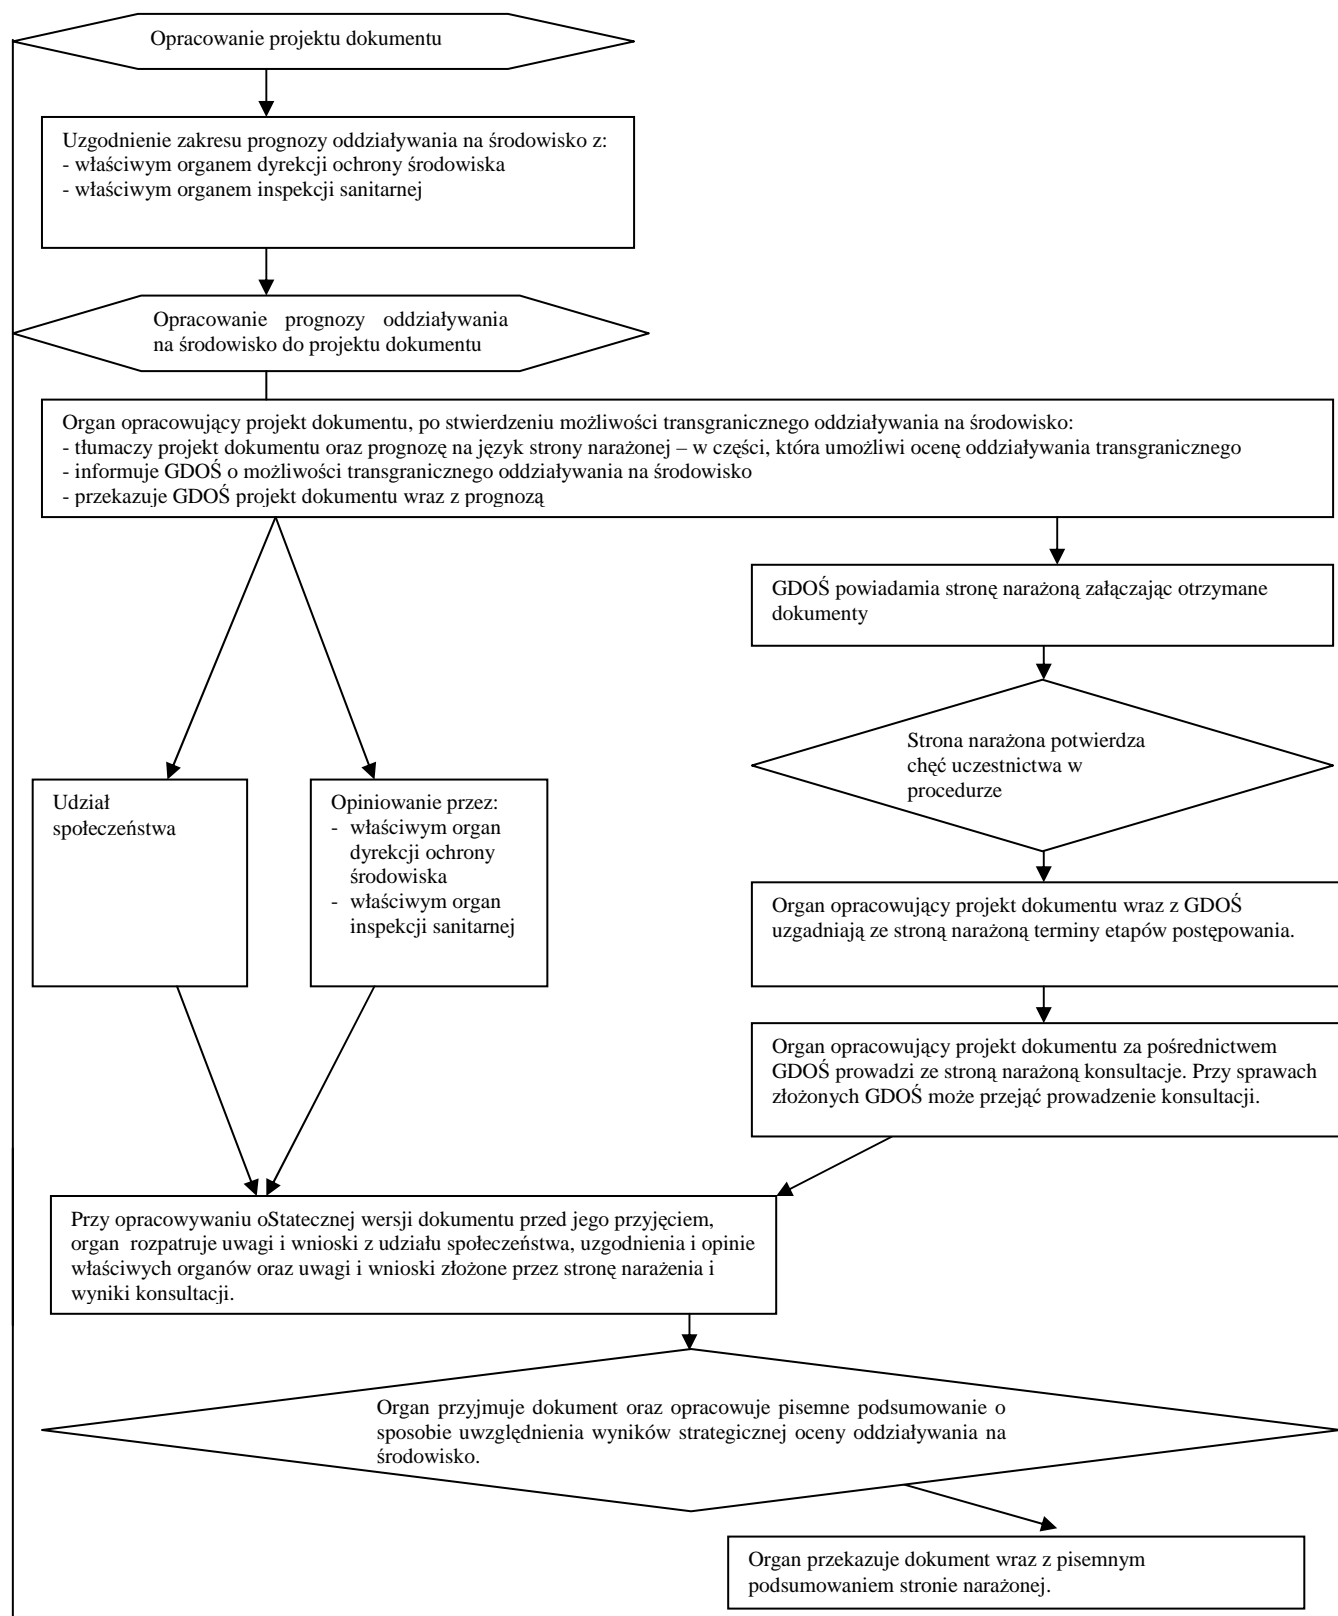 Opracowanie projektu dokumentu
Uzgodnienie zakresu prognozy oddziaływania na środowisko z:
- właściwym organem dyrekcji ochrony środowiska
- właściwym organem inspekcji sanitarnej
Opracowanie prognozy oddziaływania
na środowisko do projektu dokumentu
Organ opracowujący projekt dokumentu, po stwierdzeniu możliwości transgranicznego oddziaływania na środowisko:
- tłumaczy projekt dokumentu oraz prognozę na język strony narażonej – w części, która umożliwi ocenę oddziaływania transgranicznego
- informuje GDOŚ o możliwości transgranicznego oddziaływania na środowisko
- przekazuje GDOŚ projekt dokumentu wraz z prognozą
GDOŚ powiadamia stronę narażoną załączając otrzymane
dokumenty
Strona narażona potwierdza
chęć uczestnictwa w
procedurze
Udział
społeczeństwa
Opiniowanie przez:
- właściwym organ
dyrekcji ochrony
środowiska
- właściwym organ
inspekcji sanitarnej
Organ opracowujący projekt dokumentu wraz z GDOŚ
uzgadniają ze stroną narażoną terminy etapów postępowania.
Organ opracowujący projekt dokumentu za pośrednictwem
GDOŚ prowadzi ze stroną narażoną konsultacje. Przy sprawach
złożonych GDOŚ może przejąć prowadzenie konsultacji.
Przy opracowywaniu oStatecznej wersji dokumentu przed jego przyjęciem,
organ rozpatruje uwagi i wnioski z udziału społeczeństwa, uzgodnienia i opinie
właściwych organów oraz uwagi i wnioski złożone przez stronę narażenia i
wyniki konsultacji.
Organ przyjmuje dokument oraz opracowuje pisemne podsumowanie o
sposobie uwzględnienia wyników strategicznej oceny oddziaływania na
środowisko.
Organ przekazuje dokument wraz z pisemnym
podsumowaniem stronie narażonej.